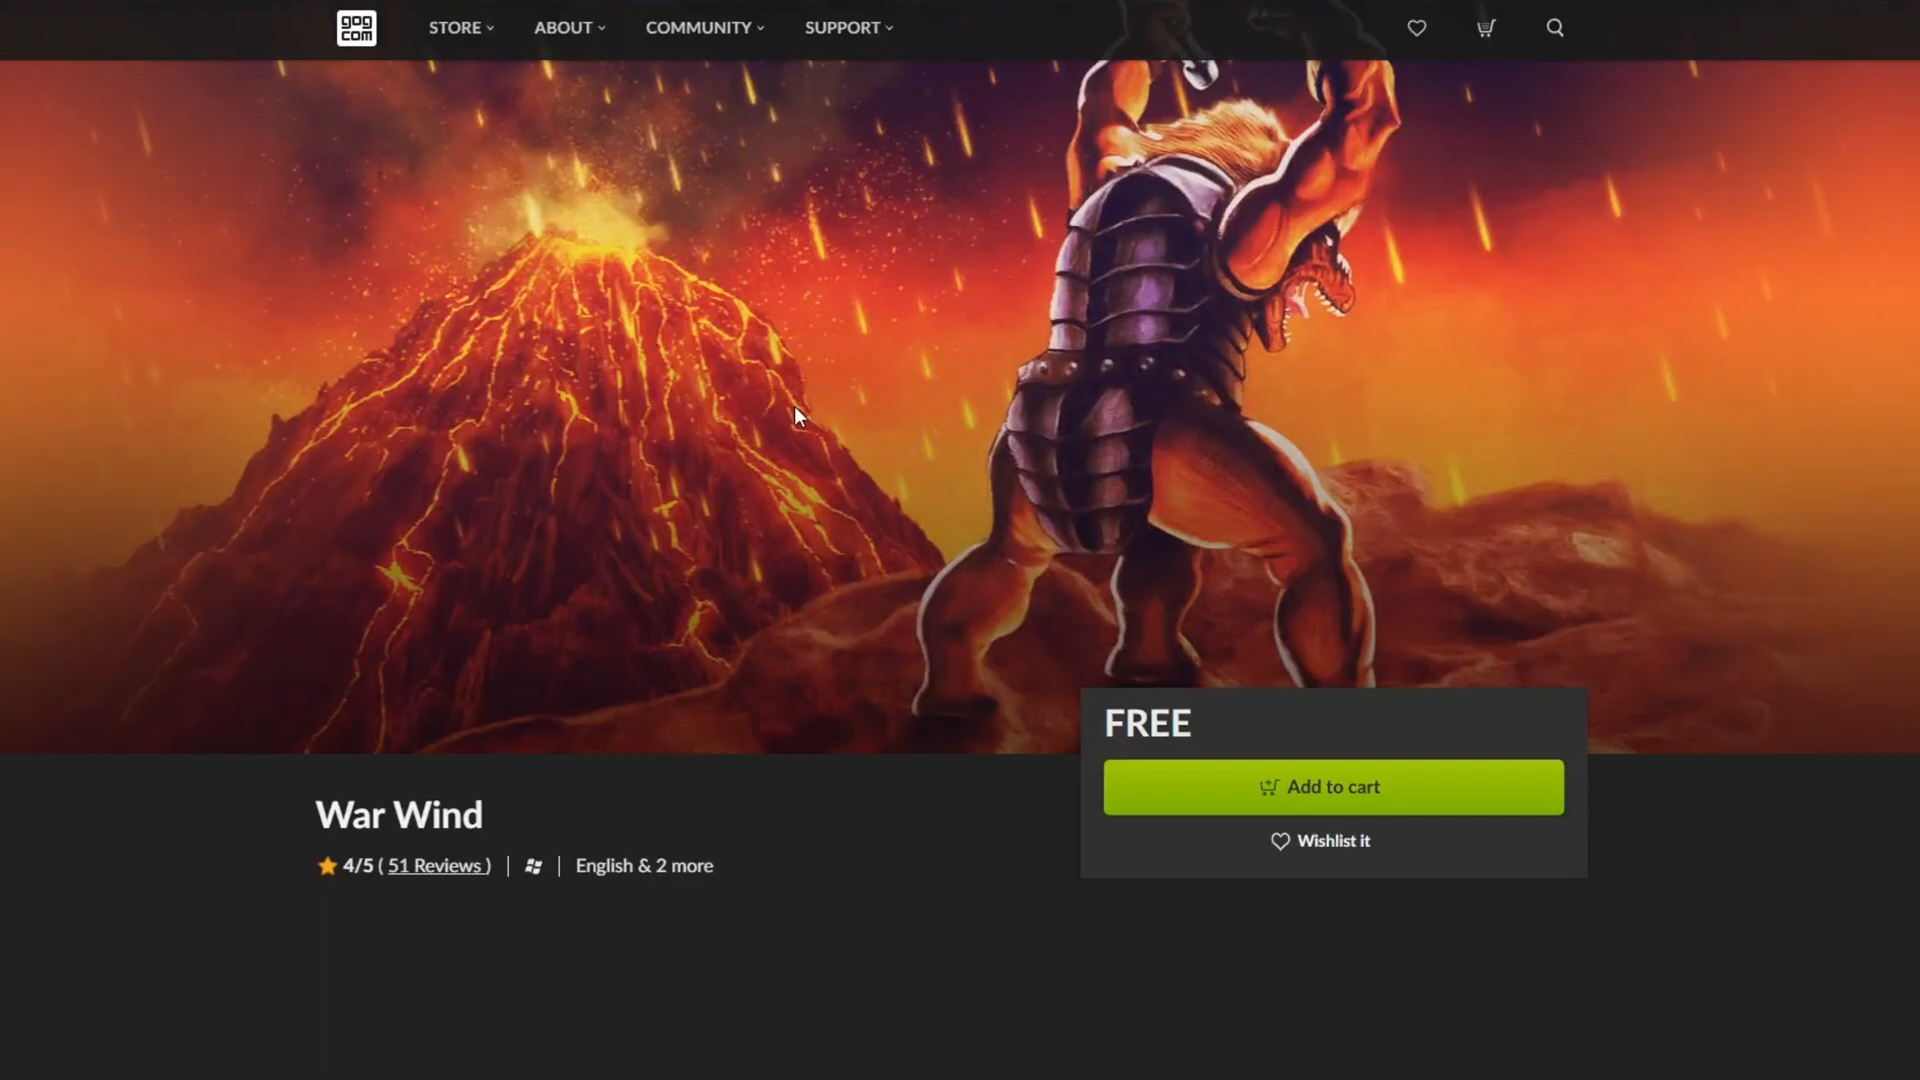 gog
com
STORE
ABOUT
COMMUNITY
SUPPORT
FREE
Add to cart
Wishlist it
War Wind
4/5 ( 51 Reviews )
English & 2 more